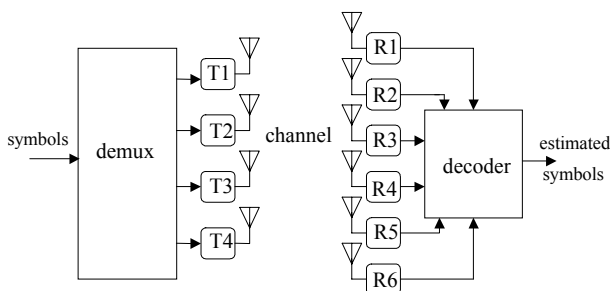 symbols
demux
T1
T2
T3
T4
channel
R1
R2
R3
R4
R5
R6
decoder
estimated
symbols